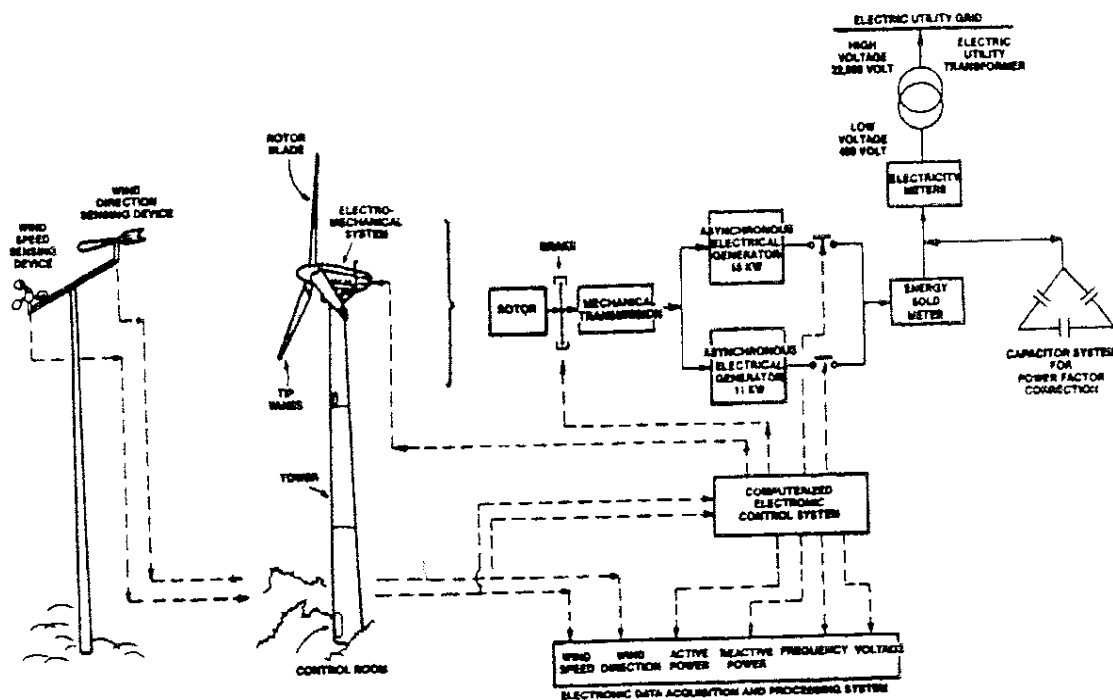 ELECTRIC UTILITY GRID
HIGH
VOLTAGE
VOLT
ELECTRIC
UTILITY
TRANSFORMER
LOW
VOLTAGE
VOLT
ELECTRICITY
METERS
ROTOR
BLADE
WIND
DIRECTION
SENSING DEVICE
WIND
SPEED
SENSING
DEVICE
ELECTRO-
MECHANICAL
SYSTEM
BRAKE
ASYNCHRONOUS
ELECTRICAL
GENERATOR
KW
ROTOR
MECHANICAL
TRANSMISSION
ENERGY
SOLD
METER
ASYNCHRONOUS
ELECTRICAL
GENERATOR
11 KW
CAPACITOR SYSTEM
FOR
POWER FACTOR
CORRECTION
TIP
VANES
TOWER
COMPUTERIZED
ELECTRONIC
CONTROL SYSTEM
CONTROL ROOM
WIND SPEED
WIND DIRECTION
ACTIVE POWER
REACTIVE POWER
FREQUENCY
VOLTAGE
ELECTRONIC DATA ACQUISITION AND PROCESSING SYSTEM